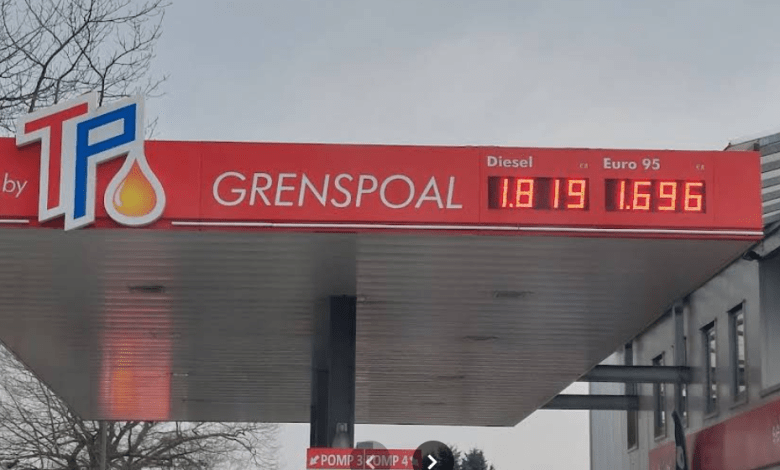 by TP GRENSPOAL
Diesel €
1.819
Euro 95 €
1.696
POMP 3 POMP 4